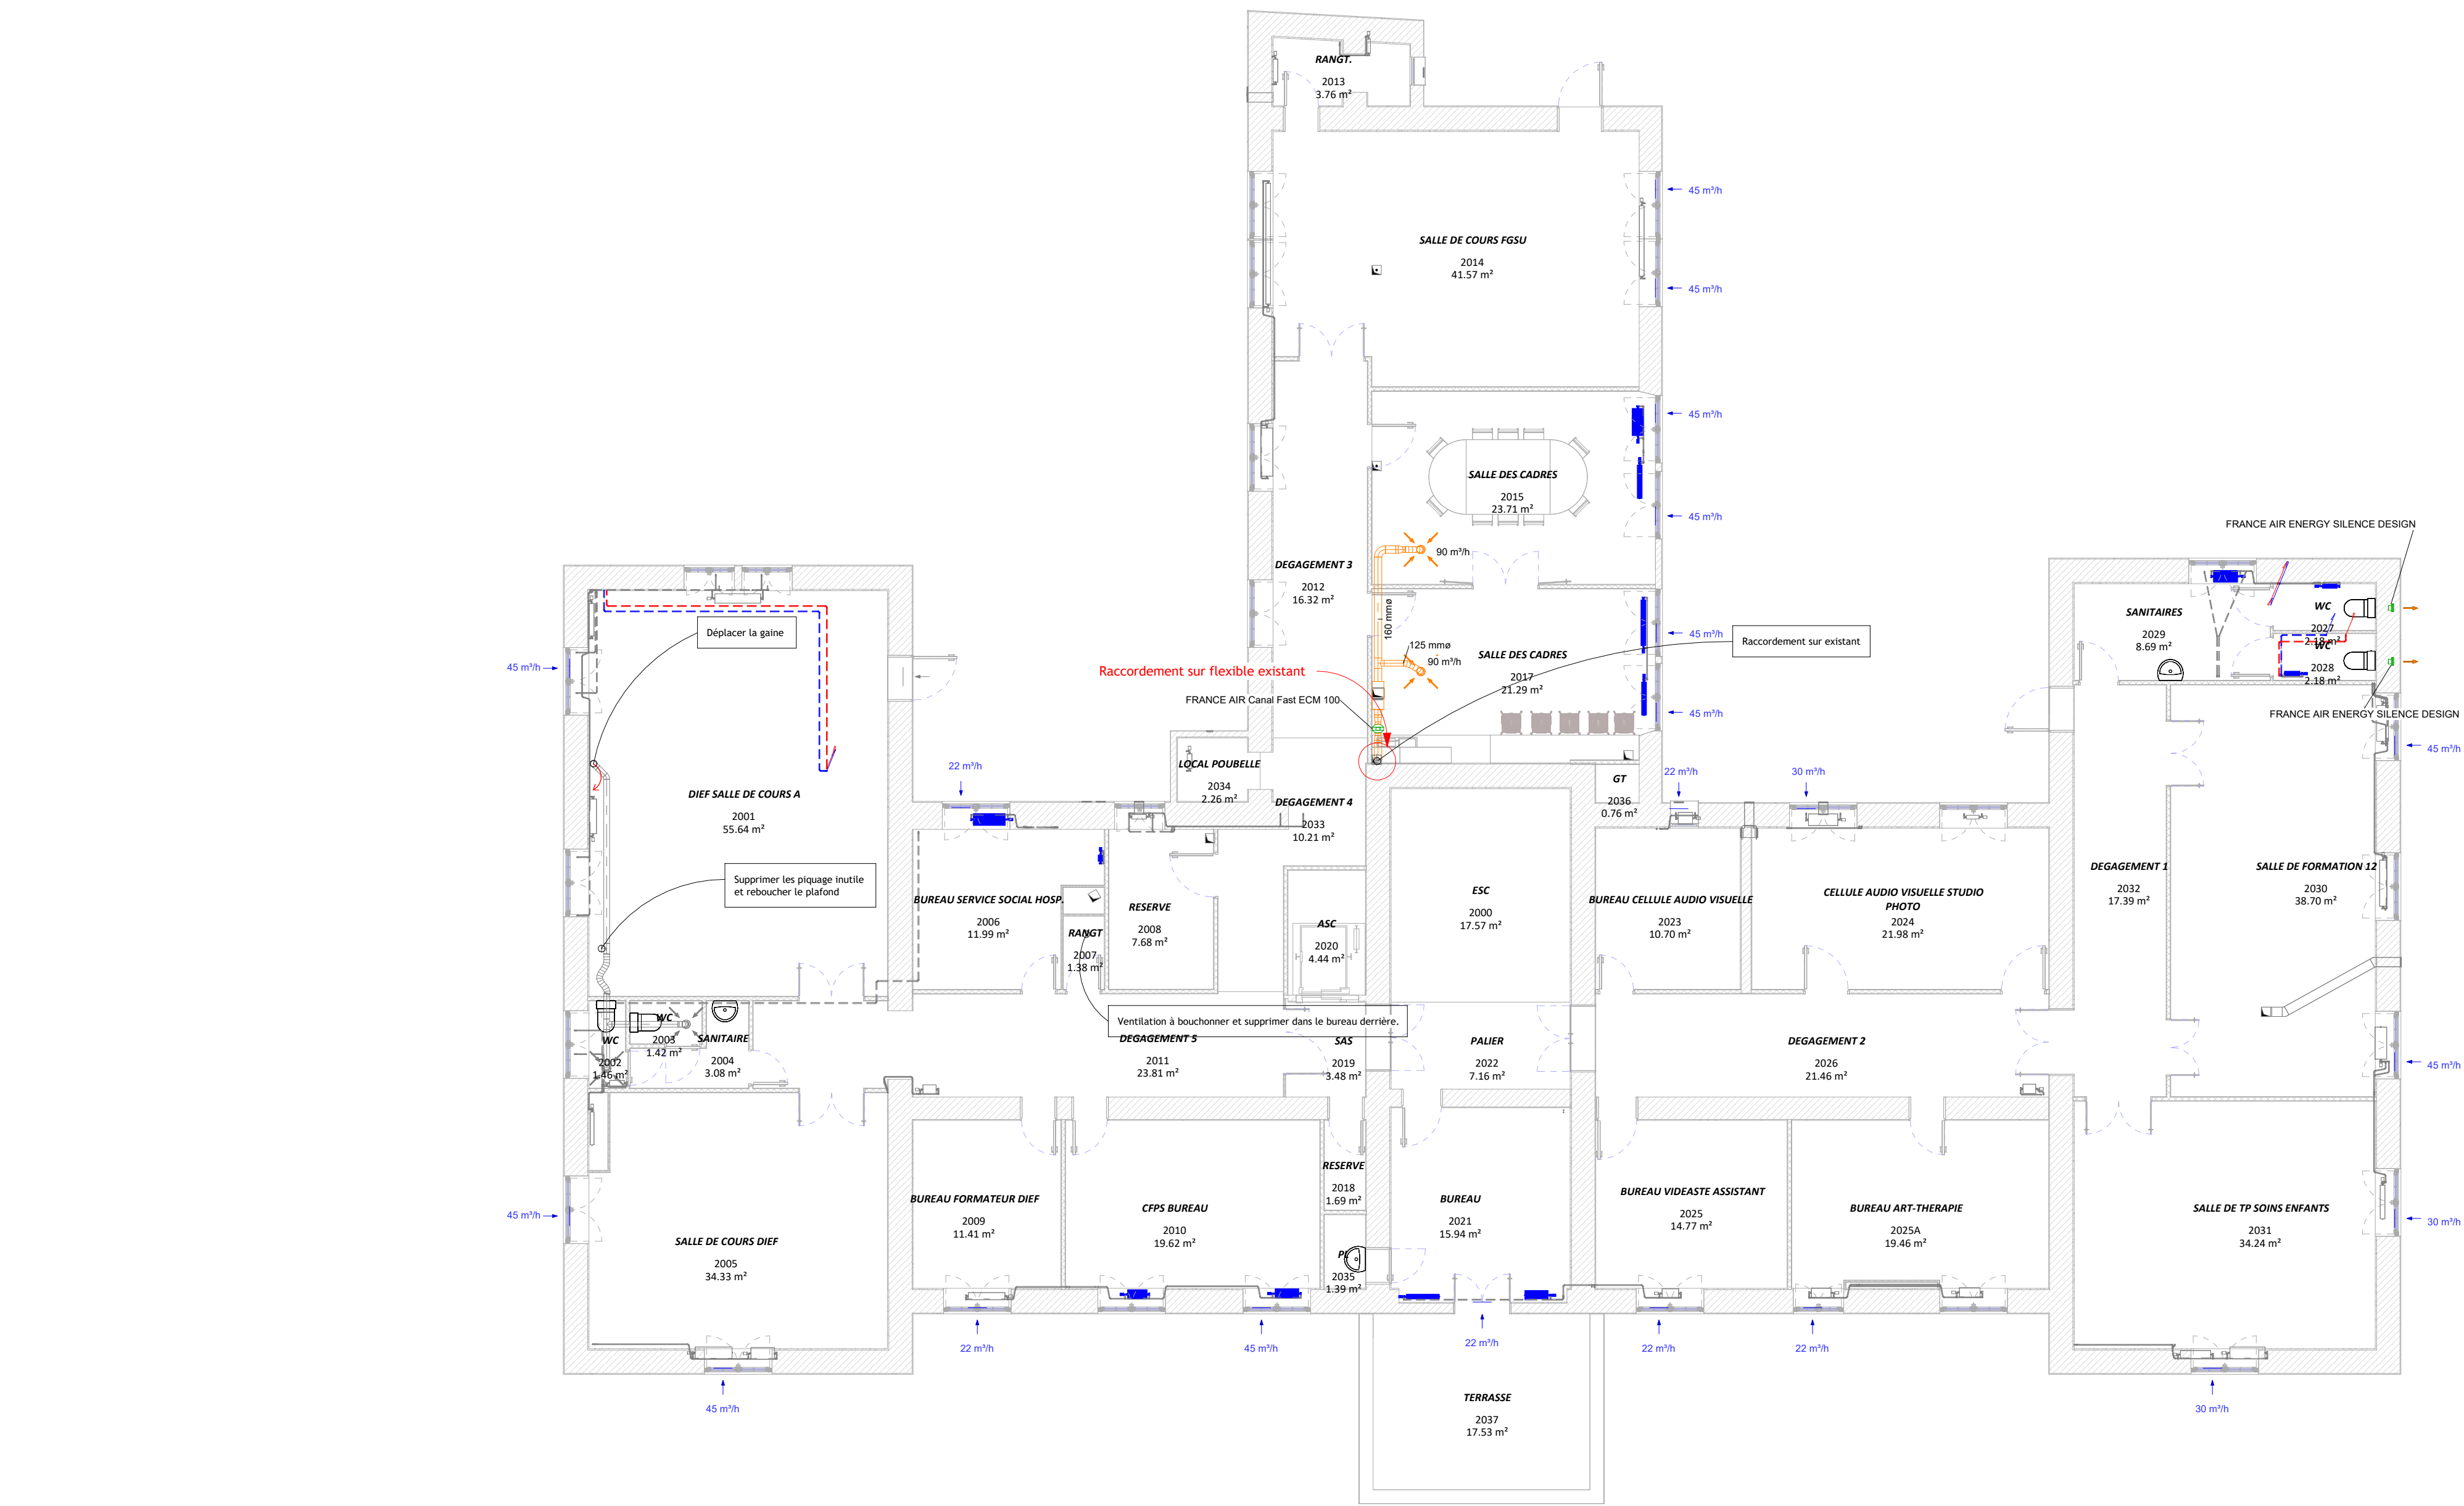 RANGT.
2013
3.76 m²
45 m³/h
SALLE DE COURS FGSU
2014
41.57 m²
45 m³/h
45 m³/h
SALLE DES CADRES
2015
23.71 m²
45 m³/h
FRANCE AIR ENERGY SILENCE DESIGN
90 m³/h
DEGAGEMENT 3
2012
16.32 m²
160 mmø
WC
2027
2.18 m²
SANITAIRES
2029
8.69 m²
WC
2028
2.18 m²
Déplacer la gaine
45 m³/h
Raccordement sur existant
125 mmø
90 m³/h
SALLE DES CADRES
2017
21.29 m²
45 m³/h
Raccordement sur flexible existant
FRANCE AIR Canal Fast ECM 100
45 m³/h
FRANCE AIR ENERGY SILENCE DESIGN
45 m³/h
22 m³/h
LOCAL POUBELLE
2034
2.26 m²
GT
2036
0.76 m²
22 m³/h
30 m³/h
DIEF SALLE DE COURS A
2001
55.64 m²
DEGAGEMENT 4
2033
10.21 m²
Supprimer les piquage inutile
et reboucher le plafond
BUREAU SERVICE SOCIAL HOSP.
2006
11.99 m²
RANGT
2007
1.38 m²
RESERVE
2008
7.68 m²
ASC
2020
4.44 m²
ESC
2000
17.57 m²
BUREAU CELLULE AUDIO VISUELLE
2023
10.70 m²
CELLULE AUDIO VISUELLE STUDIO
PHOTO
2024
21.98 m²
DEGAGEMENT 1
2032
17.39 m²
SALLE DE FORMATION 12
2030
38.70 m²
Ventilation à bouchonner et supprimer dans le bureau derrière.
WC
2002
1.46 m²
WC
2003
1.42 m²
SANITAIRE
2004
3.08 m²
DEGAGEMENT 5
2011
23.81 m²
SAS
2019
3.48 m²
PALIER
2022
7.16 m²
DEGAGEMENT 2
2026
21.46 m²
45 m³/h
RESERVE
2018
1.69 m²
BUREAU FORMATEUR DIEF
2009
11.41 m²
CFPS BUREAU
2010
19.62 m²
BUREAU
2021
15.94 m²
BUREAU VIDEASTE ASSISTANT
2025
14.77 m²
BUREAU ART-THERAPIE
2025A
19.46 m²
SALLE DE TP SOINS ENFANTS
2031
34.24 m²
45 m³/h
30 m³/h
SALLE DE COURS DIEF
2005
34.33 m²
PL
2035
1.39 m²
22 m³/h
45 m³/h
22 m³/h
22 m³/h
22 m³/h
45 m³/h
30 m³/h
TERRASSE
2037
17.53 m²